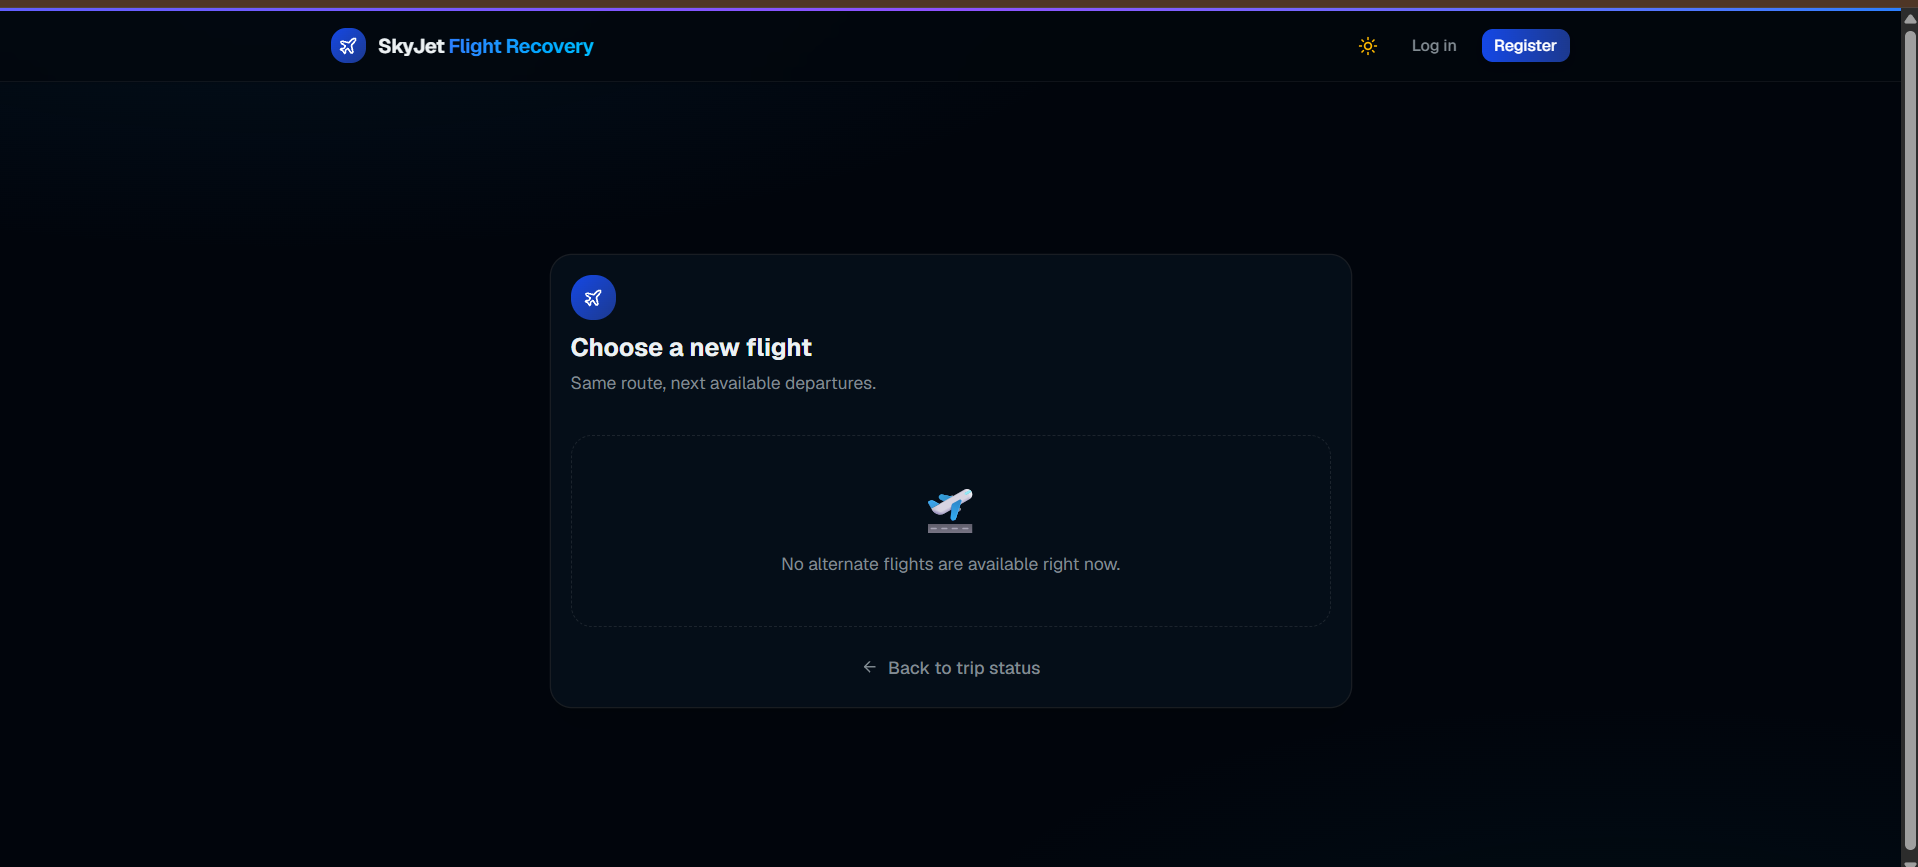 SkyJet Flight Recovery
Log in
Register
Choose a new flight
Same route, next available departures.
No alternate flights are available right now.
← Back to trip status